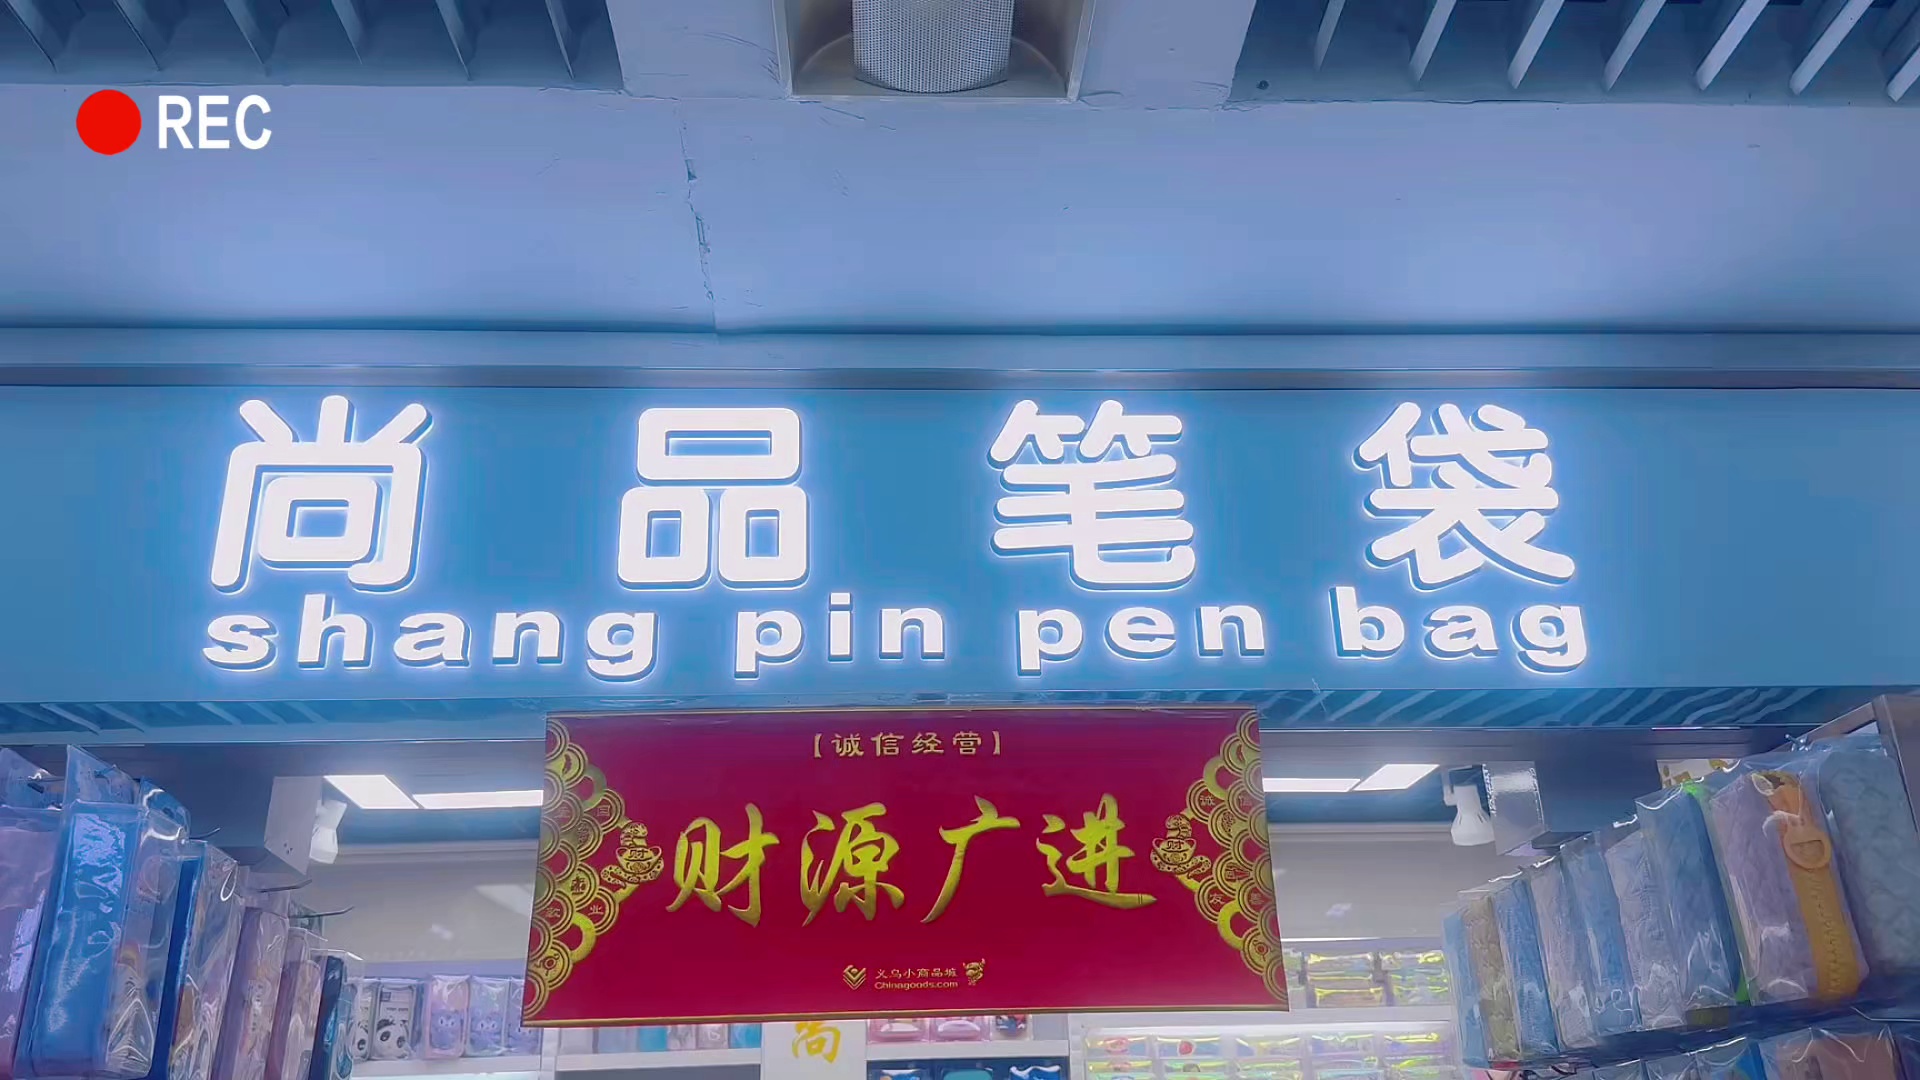 REC
尚品笔袋
shang pin pen bag
【诚信经营】
财源广进
义乌小商品城
Chinagoods.com
尚